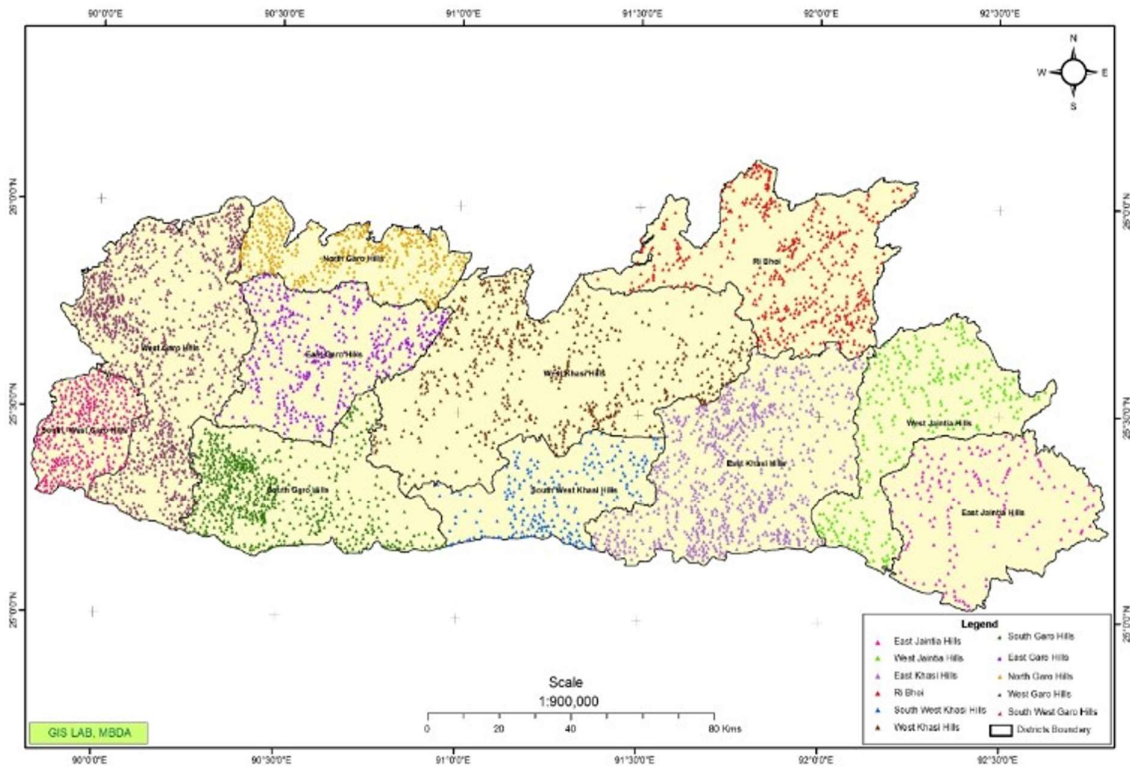 90°0'0"E 90°30'0"E 91°0'0"E 91°30'0"E 92°0'0"E 92°30'0"E
N
W E
S
26°0'0"N 26°0'0"N
North Garo Hills
Ri Bhoi
West Garo Hills
East Garo Hills
West Khasi Hills
25°30'0"N 25°30'0"N
South West Garo Hills
West Jaintia Hills
East Khasi Hills
South Garo Hills
South West Khasi Hills
East Jaintia Hills
25°0'0"N 25°0'0"N
Legend
East Jaintia Hills
West Jaintia Hills
East Khasi Hills
Ri Bhoi
South West Khasi Hills
West Khasi Hills
South Garo Hills
East Garo Hills
North Garo Hills
West Garo Hills
South West Garo Hills
Districts Boundary
Scale
1:900,000
0 20 40 80 Kms
GIS LAB, MBDA
90°0'0"E 90°30'0"E 91°0'0"E 91°30'0"E 92°0'0"E 92°30'0"E